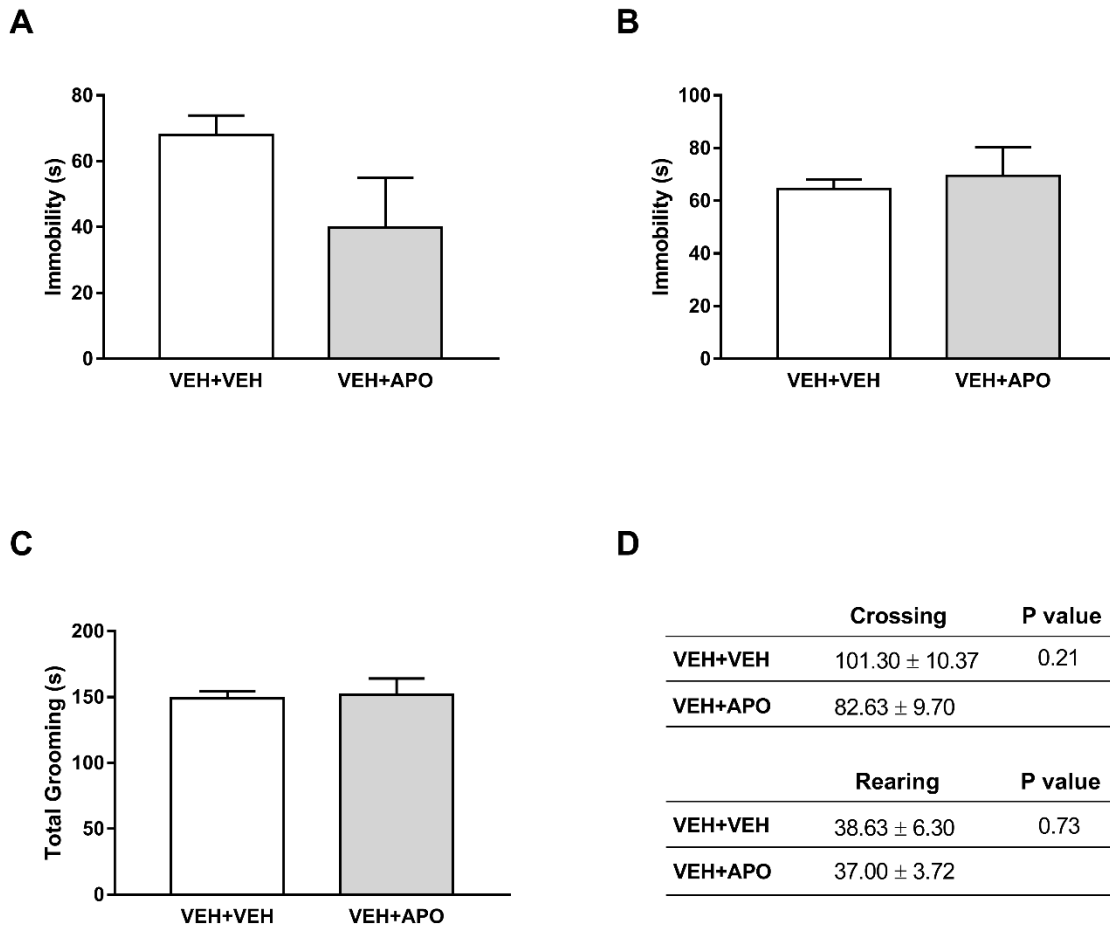 A
Immobility (s)
80
60
40
20
0
VEH+VEH VEH+APO
B
Immobility (s)
100
80
60
40
20
0
VEH+VEH VEH+APO
C
Total Grooming (s)
200
150
100
50
0
VEH+VEH VEH+APO
D
Crossing P value
VEH+VEH 101.30 ± 10.37 0.21
VEH+APO 82.63 ± 9.70
Rearing P value
VEH+VEH 38.63 ± 6.30 0.73
VEH+APO 37.00 ± 3.72